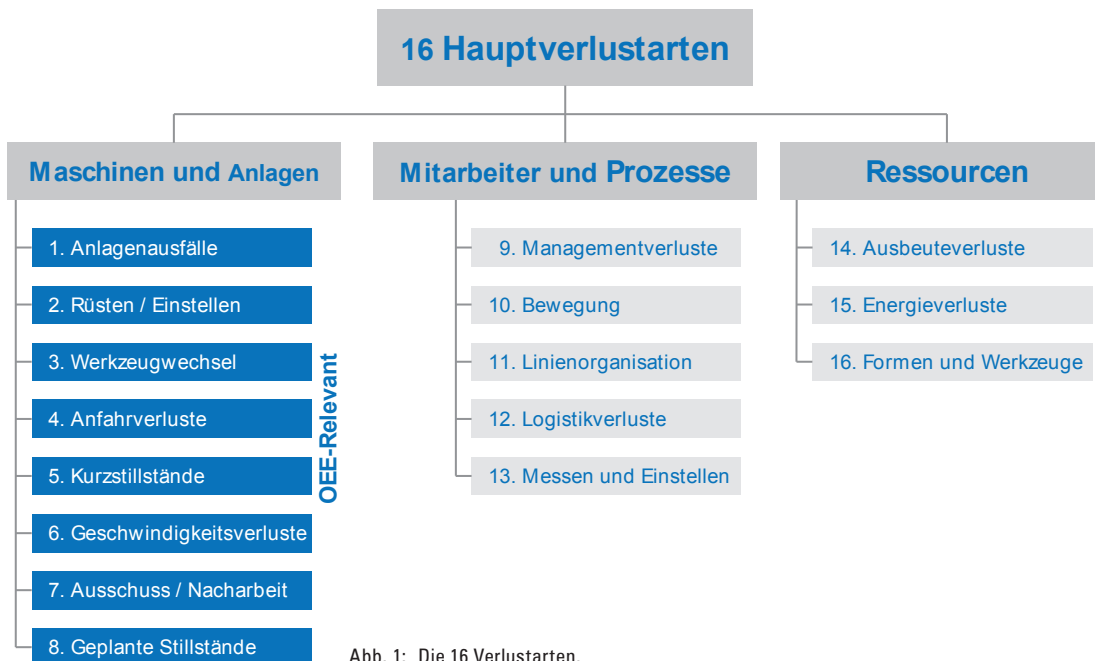 16 Hauptverlustarten
Maschinen und Anlagen
1. Anlagenausfälle
2. Rüsten / Einstellen
3. Werkzeugwechsel
4. Anfahrverluste
5. Kurzstillstände
6. Geschwindigkeitsverluste
7. Ausschuss / Nacharbeit
8. Geplante Stillstände
OEE-Relevant
Mitarbeiter und Prozesse
9. Managementverluste
10. Bewegung
11. Linienorganisation
12. Logistikverluste
13. Messen und Einstellen
Ressourcen
14. Ausbeuteverluste
15. Energieverluste
16. Formen und Werkzeuge
Abb. 1: Die 16 Verlustarten.